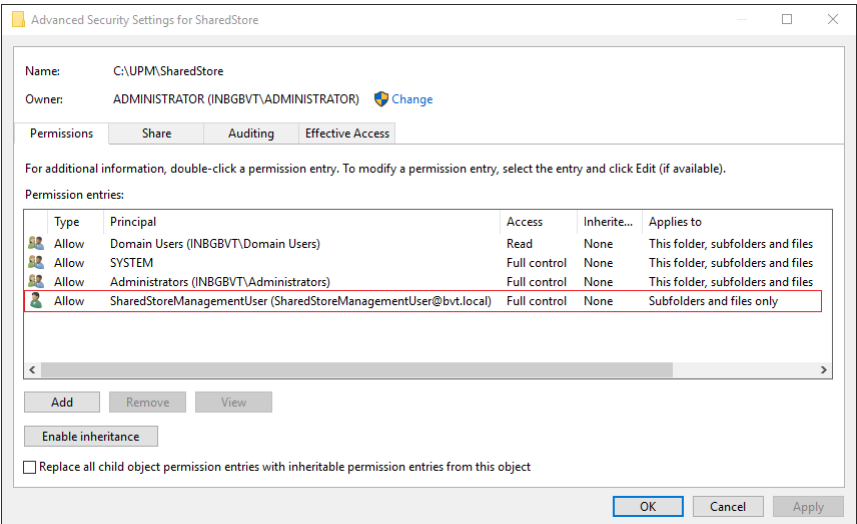 Advanced Security Settings for SharedStore
Name: C:\UPM\SharedStore
Owner: ADMINISTRATOR (INBGBVT\ADMINISTRATOR) Change
Permissions Share Auditing Effective Access
For additional information, double-click a permission entry. To modify a permission entry, select the entry and click Edit (if available).
Permission entries:
Type Principal Access Inherite... Applies to
Allow Domain Users (INBGBVT\Domain Users) Read None This folder, subfolders and files
Allow SYSTEM Full control None This folder, subfolders and files
Allow Administrators (INBGBVT\Administrators) Full control None This folder, subfolders and files
Allow SharedStoreManagementUser (SharedStoreManagementUser@bvt.local) Full control None Subfolders and files only
Add Remove View
Enable inheritance
Replace all child object permission entries with inheritable permission entries from this object
OK Cancel Apply